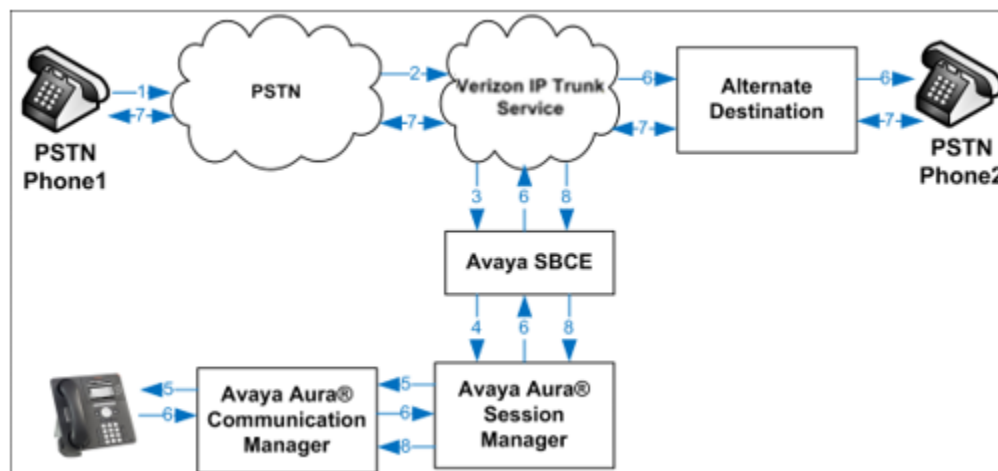 PSTN
Phone1
1
7
PSTN
2
7
Verizon IP Trunk
Service
6
7
Alternate
Destination
6
7
PSTN
Phone2
3
6
8
Avaya SBCE
4
6
8
5
6
Avaya Aura®
Communication
Manager
5
6
8
Avaya Aura®
Session
Manager